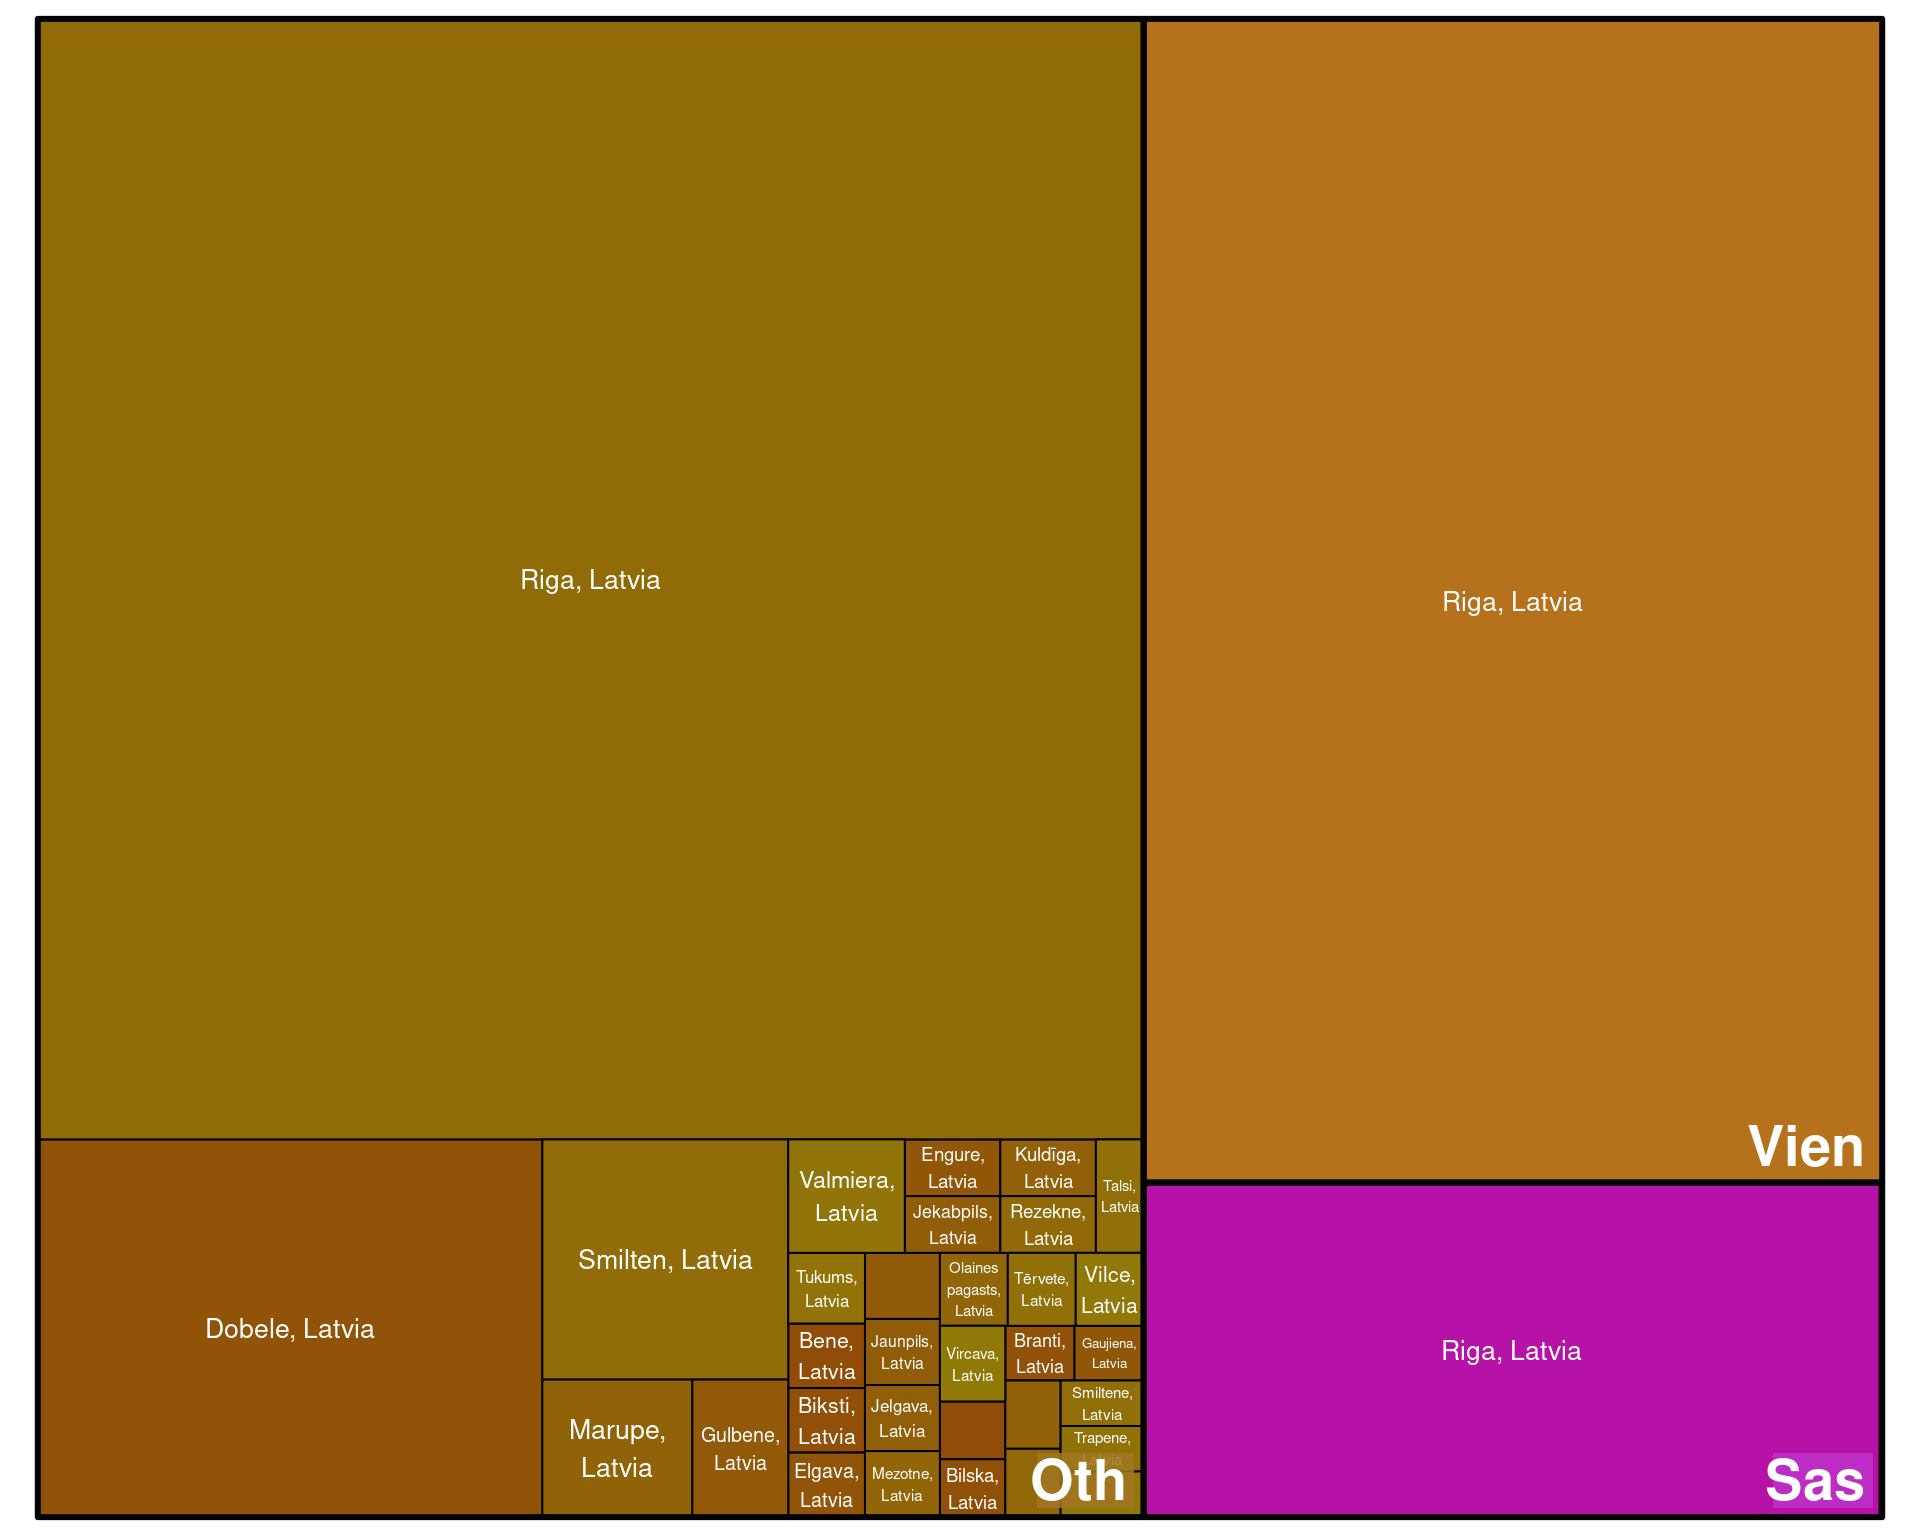 Riga, Latvia
Riga, Latvia
Vien
Dobele, Latvia
Smilten, Latvia
Marupe,
Latvia
Gulbene,
Latvia
Valmiera,
Latvia
Engure,
Latvia
Kuldīga,
Latvia
Talsi,
Latvia
Jekabpils,
Latvia
Rezekne,
Latvia
Tukums,
Latvia
Olaines
pagasts,
Latvia
Tērvete,
Latvia
Vilce,
Latvia
Bene,
Latvia
Jaunpils,
Latvia
Vircava,
Latvia
Branti,
Latvia
Gaujiena,
Latvia
Biksti,
Latvia
Jelgava,
Latvia
Smiltene,
Latvia
Trapene,
Elgava,
Latvia
Mezotne,
Latvia
Bilska,
Latvia
Oth
Riga, Latvia
Sas